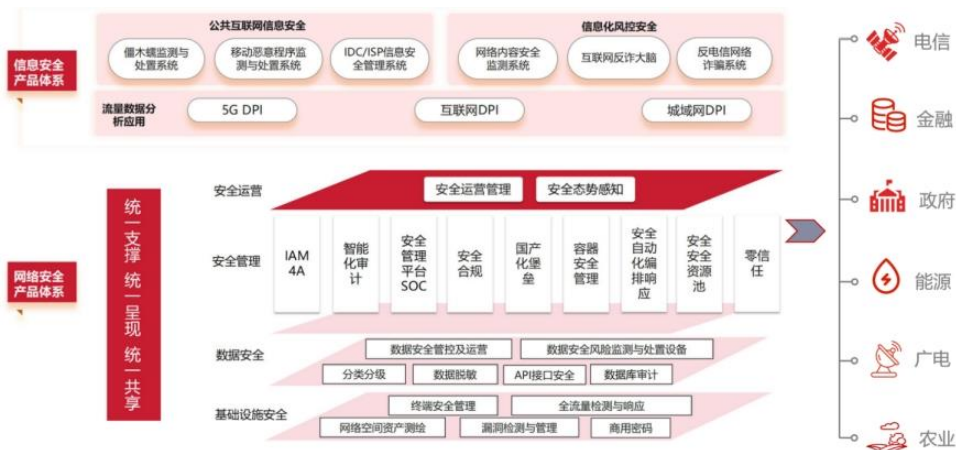 公共互联网信息安全
信息化风控安全
僵木蠕监测与
处置系统
移动恶意程序监
测与处置系统
IDC/ISP信息安
全管理系统
网络内容安全
监测系统
互联网反诈大脑
反电信网络
诈骗系统
信息安全
产品体系
流量数据分
析应用
5G DPI
互联网DPI
城域网DPI
电信
金融
政府
能源
广电
农业
网络安全
产品体系
统一支撑 统一呈现 统一共享
安全运营
安全运营管理
安全态势感知
安全管理
IAM
4A
智能
化审
计
安全
管理
平台
SOC
安全
合规
国产
化堡
垒
容器
安全
管理
安全
自动
化编
排响
应
安全
安全
资源
池
零信
任
数据安全
数据安全管控及运营
数据安全风险监测与处置设备
分类分级
数据脱敏
API接口安全
数据库审计
基础设施安全
终端安全管理
全流量检测与响应
网络空间资产测绘
漏洞检测与管理
商用密码